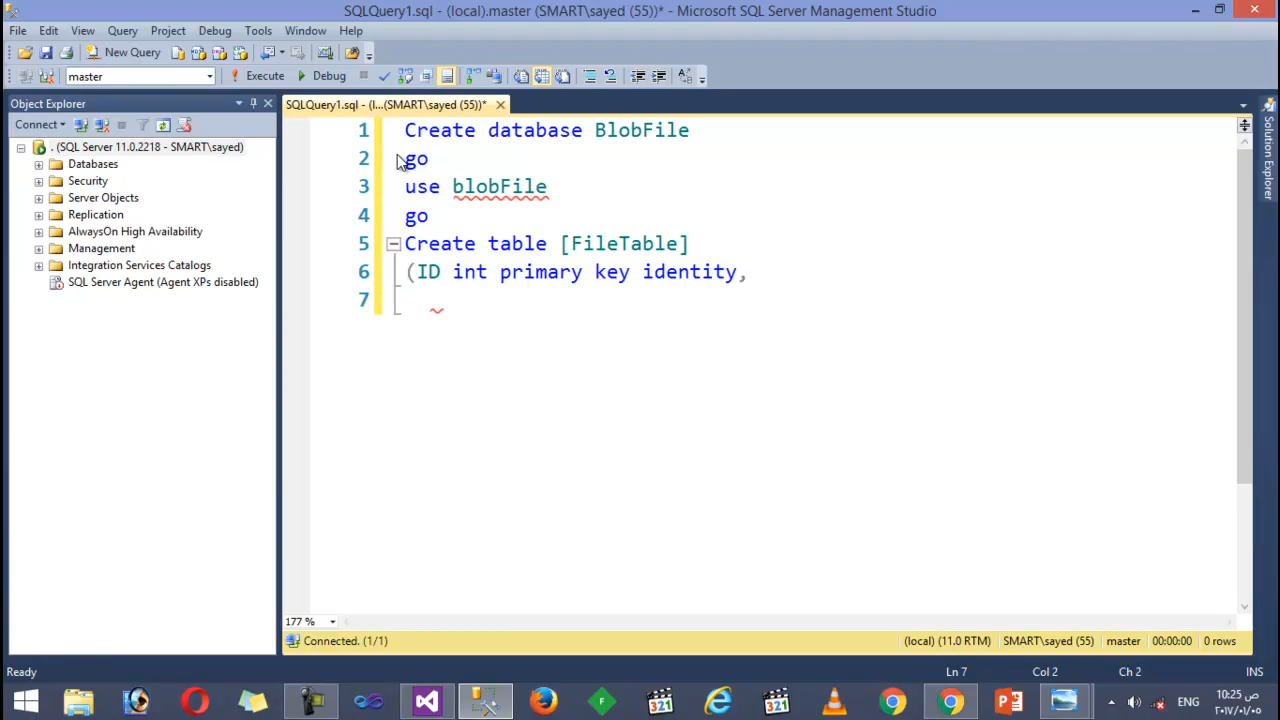 SQLQuery1.sql - (local).master (SMART\sayed (55))* - Microsoft SQL Server Management Studio
File Edit View Query Project Debug Tools Window Help
New Query
master Execute Debug
Object Explorer
Connect
. (SQL Server 11.0.2218 - SMART\sayed)
Databases
Security
Server Objects
Replication
AlwaysOn High Availability
Management
Integration Services Catalogs
SQL Server Agent (Agent XPs disabled)
SQLQuery1.sql - (l...(SMART\sayed (55))*
1 Create database BlobFile
2 go
3 use blobFile
4 go
5 Create table [FileTable]
6 (ID int primary key identity,
7
177 %
Connected. (1/1) (local) (11.0 RTM) SMART\sayed (55) master 00:00:00 0 rows
Ready Ln 7 Col 2 Ch 2 INS
Solution Explorer
321 321 ENG
10:25 ص
٢٠١٧/٠١/٠٥